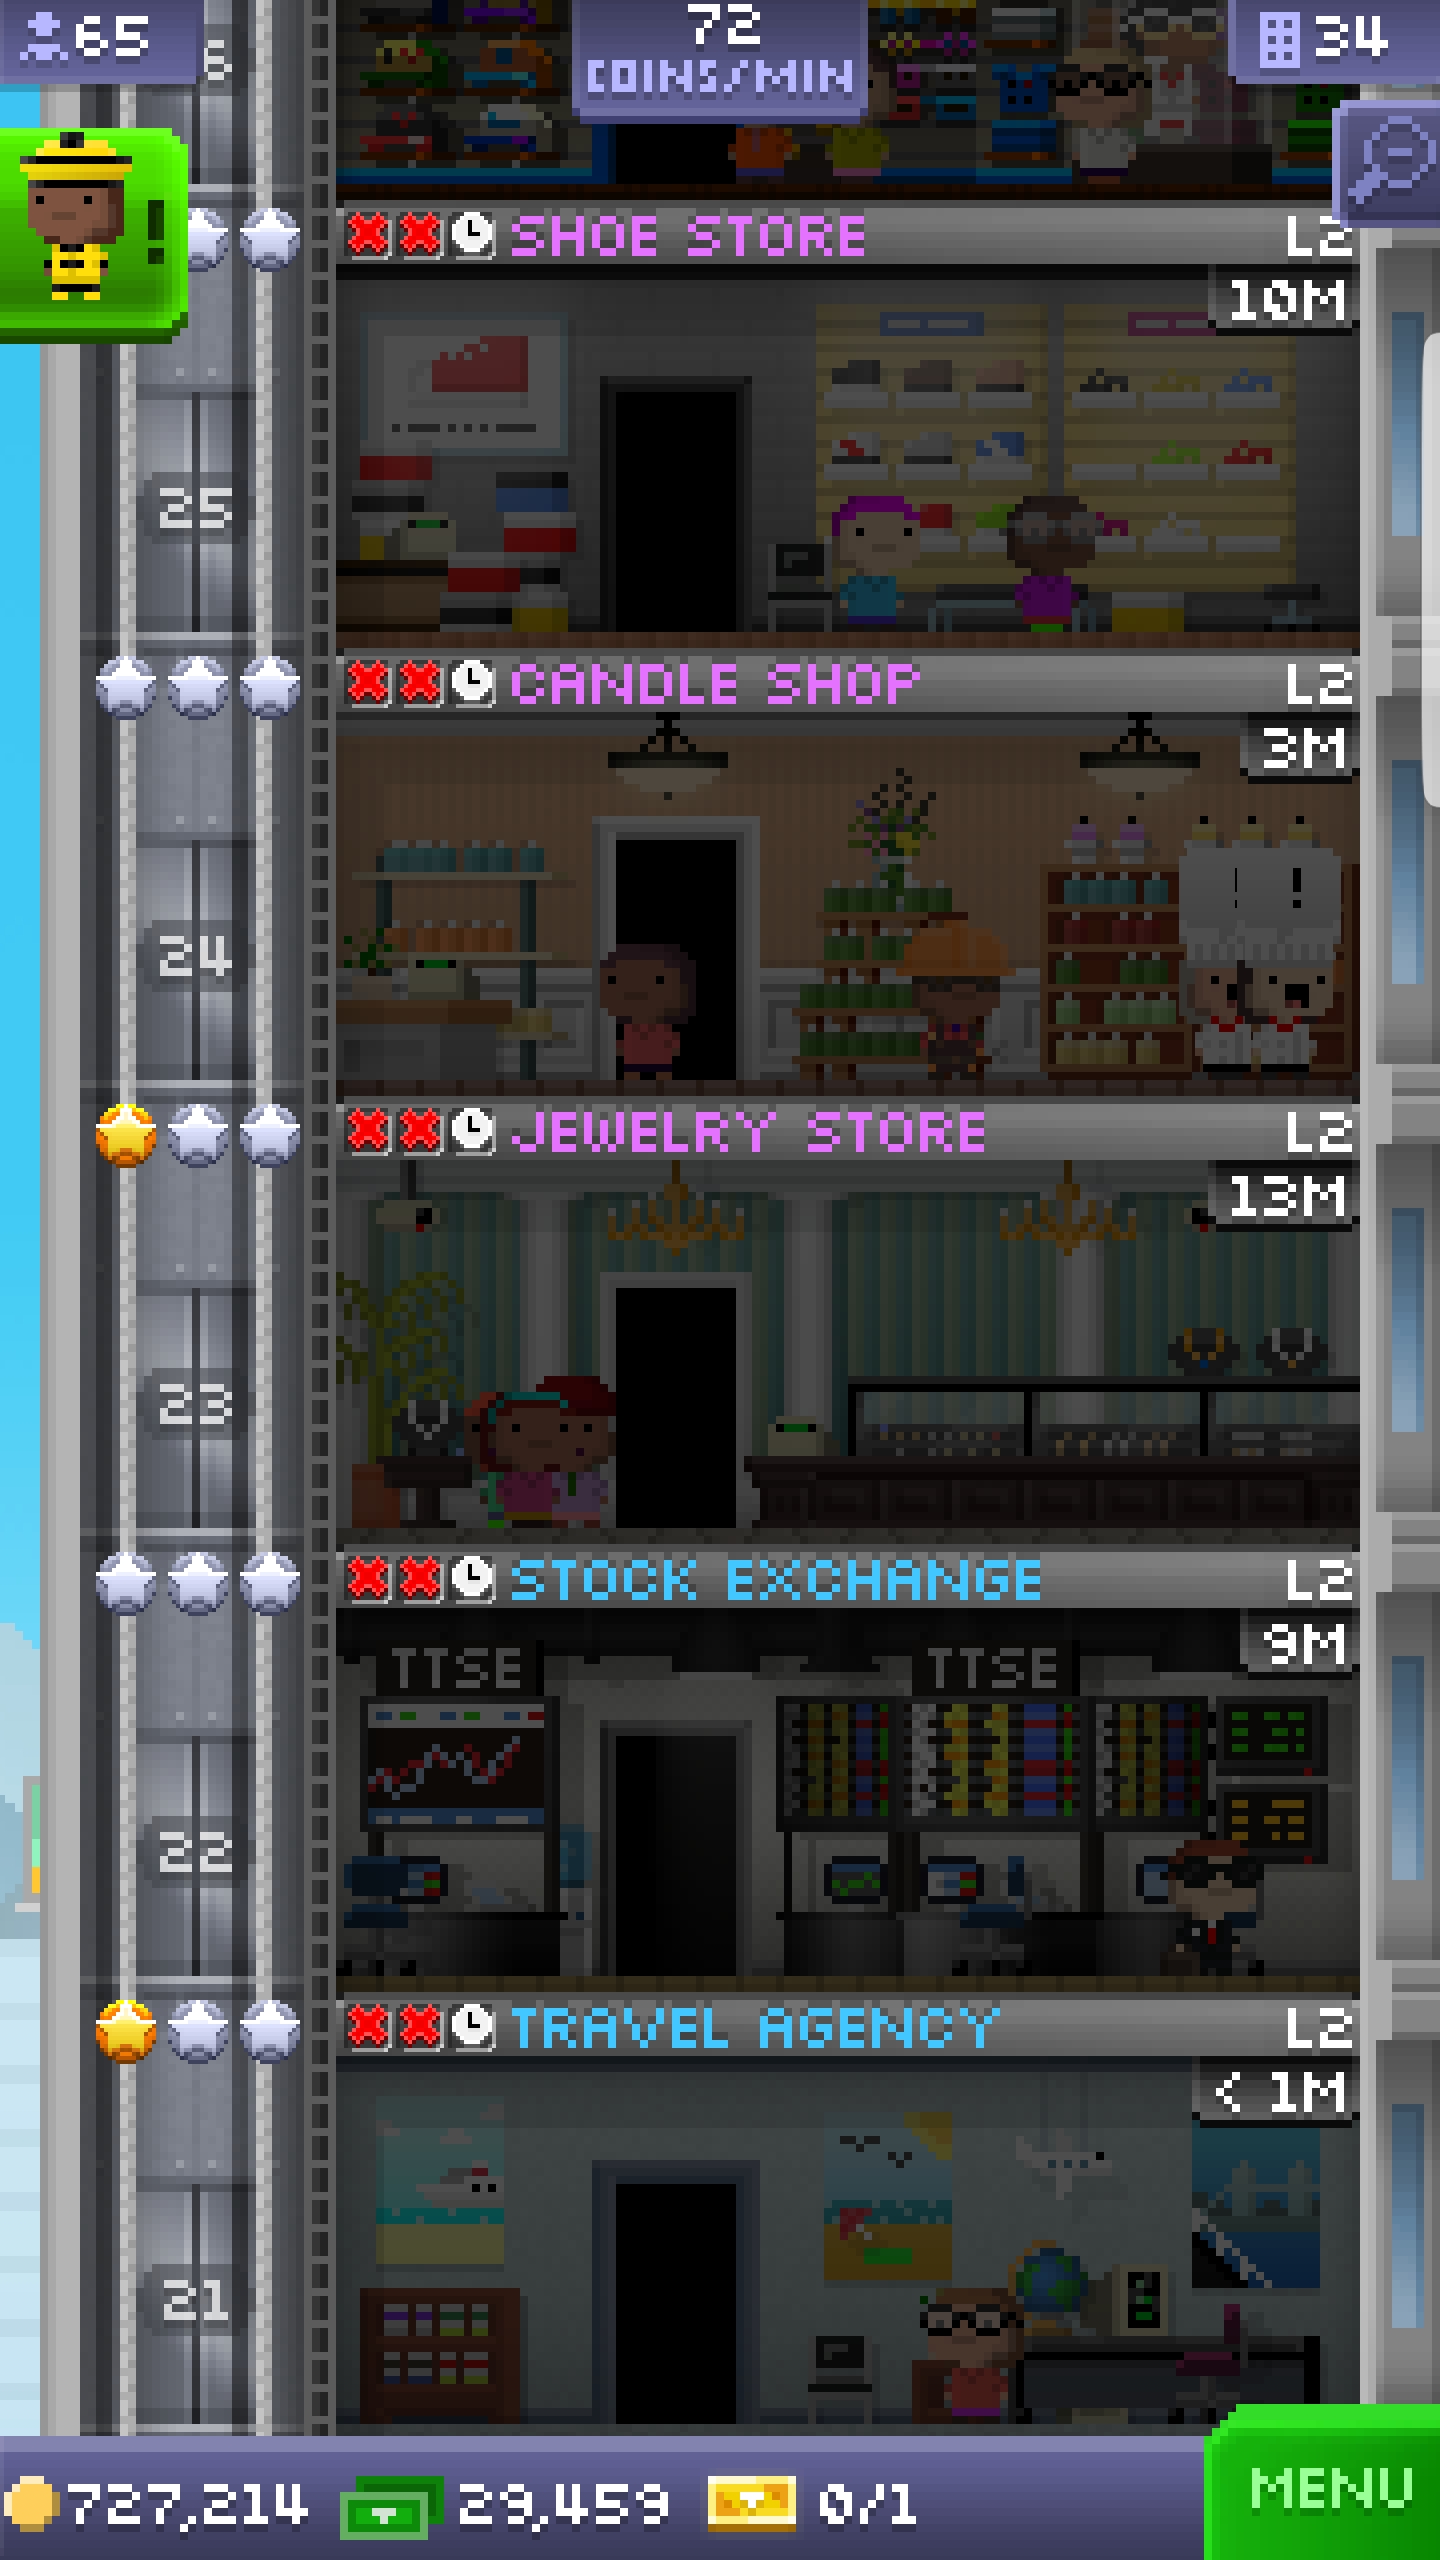 65
72
COINS/MIN
34
!
SHOE STORE L2
10M
25
CANDLE SHOP L2
3M
! !
24
JEWELRY STORE L2
13M
23
STOCK EXCHANGE L2
9M
TTSE TTSE
22
TRAVEL AGENCY L2
< 1M
21
727,214 29,459 0/1
MENU